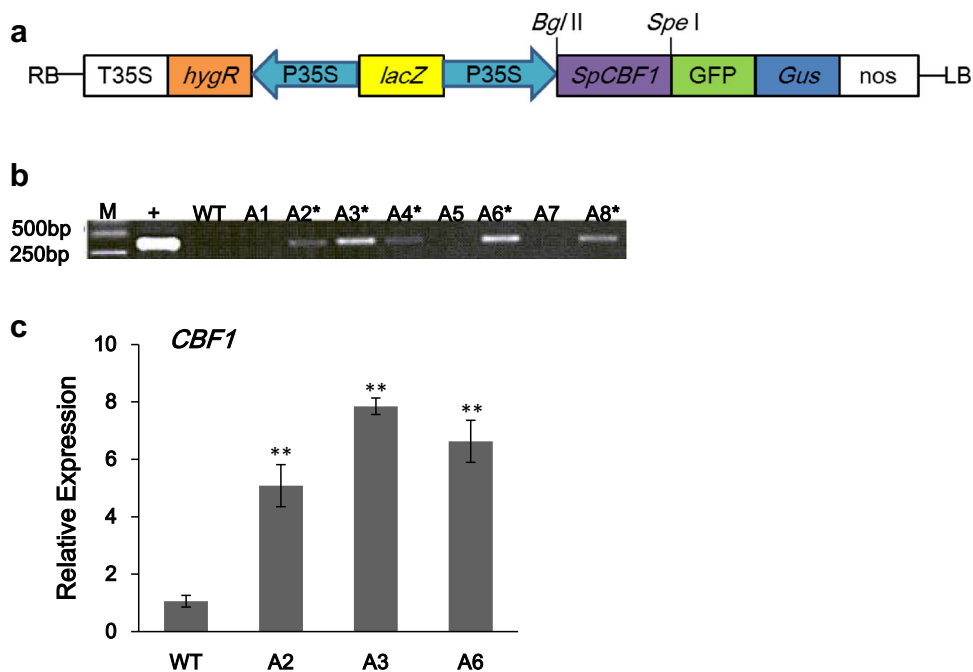 a
Bgl II Spe I
RB T35S hygR P35S lacZ P35S SpCBF1 GFP Gus nos LB
b
M + WT A1 A2* A3* A4* A5 A6* A7 A8*
500bp
250bp
c
CBF1
Relative Expression
10
8
6
4
2
0
** ** **
WT A2 A3 A6